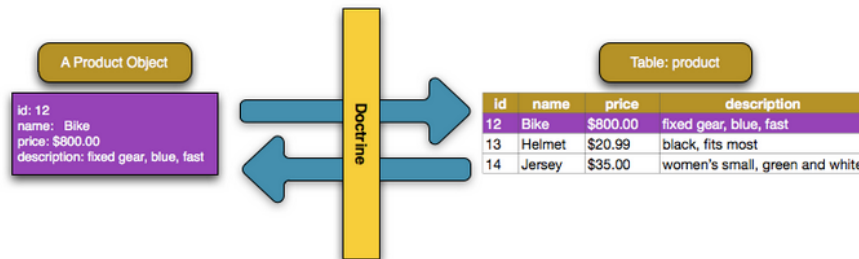 A Product Object
id: 12
name: Bike
price: $800.00
description: fixed gear, blue, fast
Doctrine
Table: product
id name price description
12 Bike $800.00 fixed gear, blue, fast
13 Helmet $20.99 black, fits most
14 Jersey $35.00 women's small, green and white